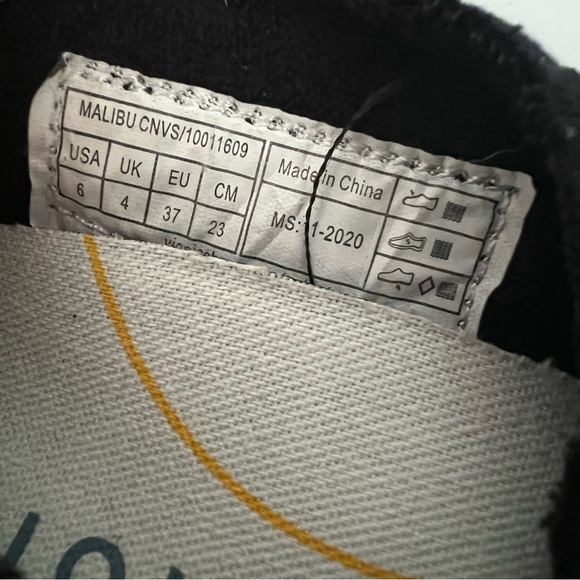 MALIBU CNVS/10011609
USA UK EU CM
6 4 37 23
Made in China
MS:11-2020